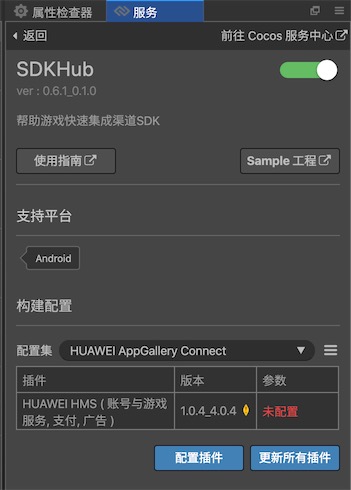 属性检查器 服务
返回 前往 Cocos 服务中心
SDKHub
ver : 0.6.1_0.1.0
帮助游戏快速集成渠道SDK
使用指南 Sample 工程
支持平台
Android
构建配置
配置集 HUAWEI AppGallery Connect
插件 版本 参数
HUAWEI HMS ( 账号与游戏
服务, 支付, 广告 ) 1.0.4_4.0.4 未配置
配置插件 更新所有插件